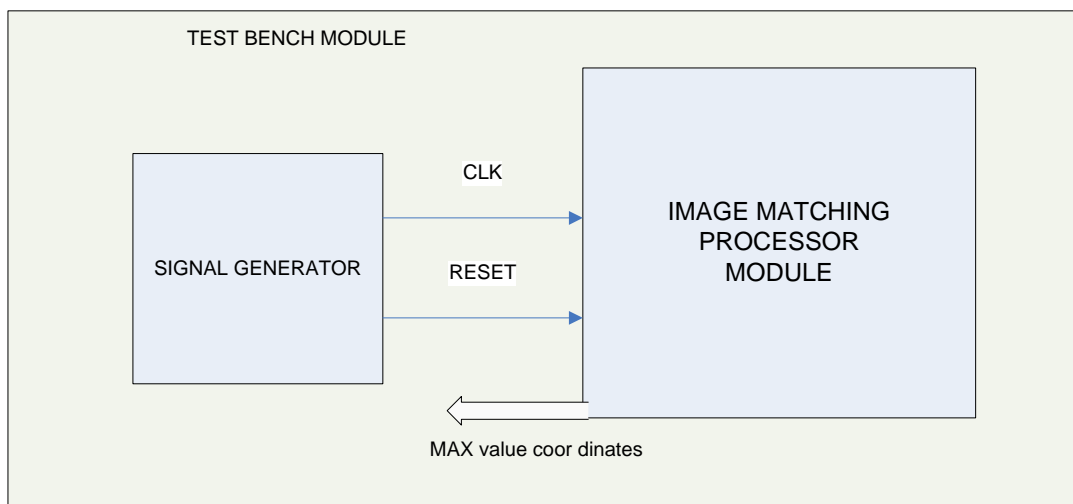 TEST BENCH MODULE
CLK
IMAGE MATCHING
PROCESSOR
MODULE
SIGNAL GENERATOR
RESET
MAX value coor dinates